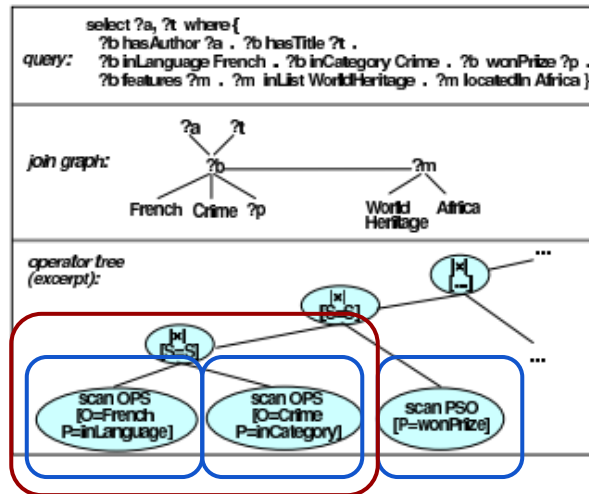 select ?a, ?t where {
query: ?b hasAuthor ?a . ?b hasTitle ?t .
?b inLanguage French . ?b inCategory Crime . ?b wonPrize ?p .
?b features ?m . ?m inList WorldHeritage . ?m locatedIn Africa }
?a ?t
join graph: ?b ?m
French Crime ?p World Africa
Heritage
operator tree
(excerpt):
...
|×|
[...]
|×|
[S=S]
|×|
[S=S]
...
scan OPS
[O=French
P=inLanguage]
scan OPS
[O=Crime
P=inCategory]
scan PSO
[P=wonPrize]